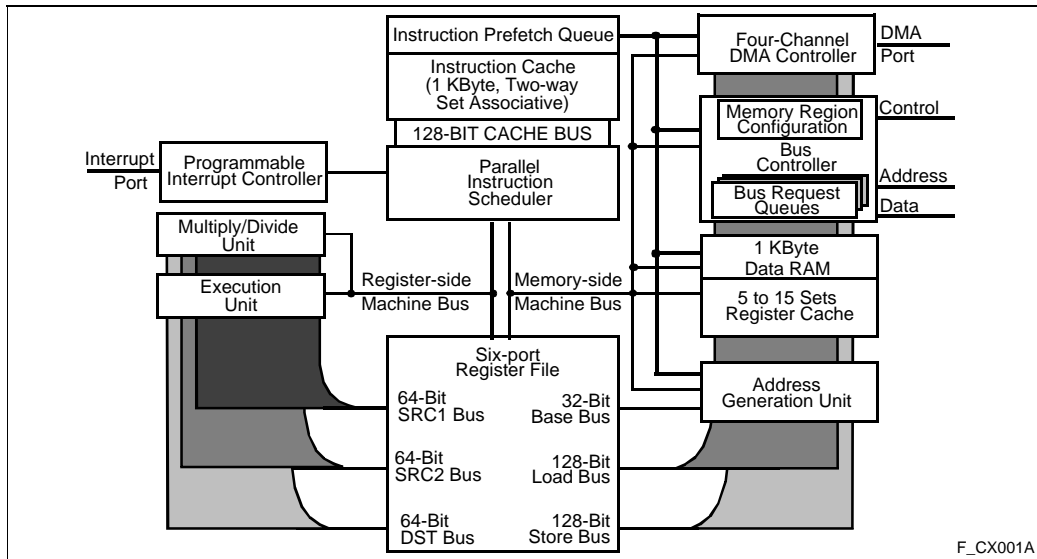 Instruction Prefetch Queue
Instruction Cache
(1 KByte, Two-way
Set Associative)
128-BIT CACHE BUS
Interrupt
Port
Programmable
Interrupt Controller
Parallel
Instruction
Scheduler
Four-Channel
DMA Controller
DMA
Port
Memory Region
Configuration
Bus
Controller
Bus Request
Queues
Control
Address
Data
Multiply/Divide
Unit
Execution
Unit
Register-side
Machine Bus
Memory-side
Machine Bus
1 KByte
Data RAM
5 to 15 Sets
Register Cache
Six-port
Register File
64-Bit
SRC1 Bus
32-Bit
Base Bus
Address
Generation Unit
64-Bit
SRC2 Bus
128-Bit
Load Bus
64-Bit
DST Bus
128-Bit
Store Bus
F_CX001A